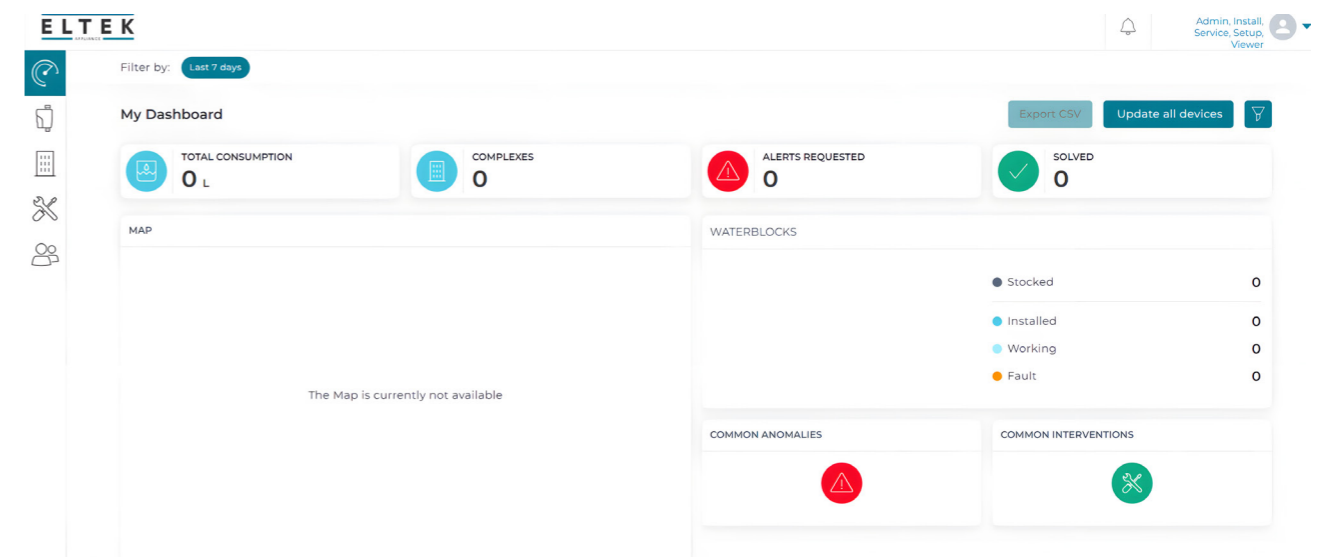 ELTEK
APPLIANCE
Admin, Install,
Service, Setup,
Viewer
Filter by: Last 7 days
My Dashboard
Export CSV
Update all devices
TOTAL CONSUMPTION
0 L
COMPLEXES
0
ALERTS REQUESTED
0
SOLVED
0
MAP
The Map is currently not available
WATERBLOCKS
Stocked 0
Installed 0
Working 0
Fault 0
COMMON ANOMALIES
COMMON INTERVENTIONS